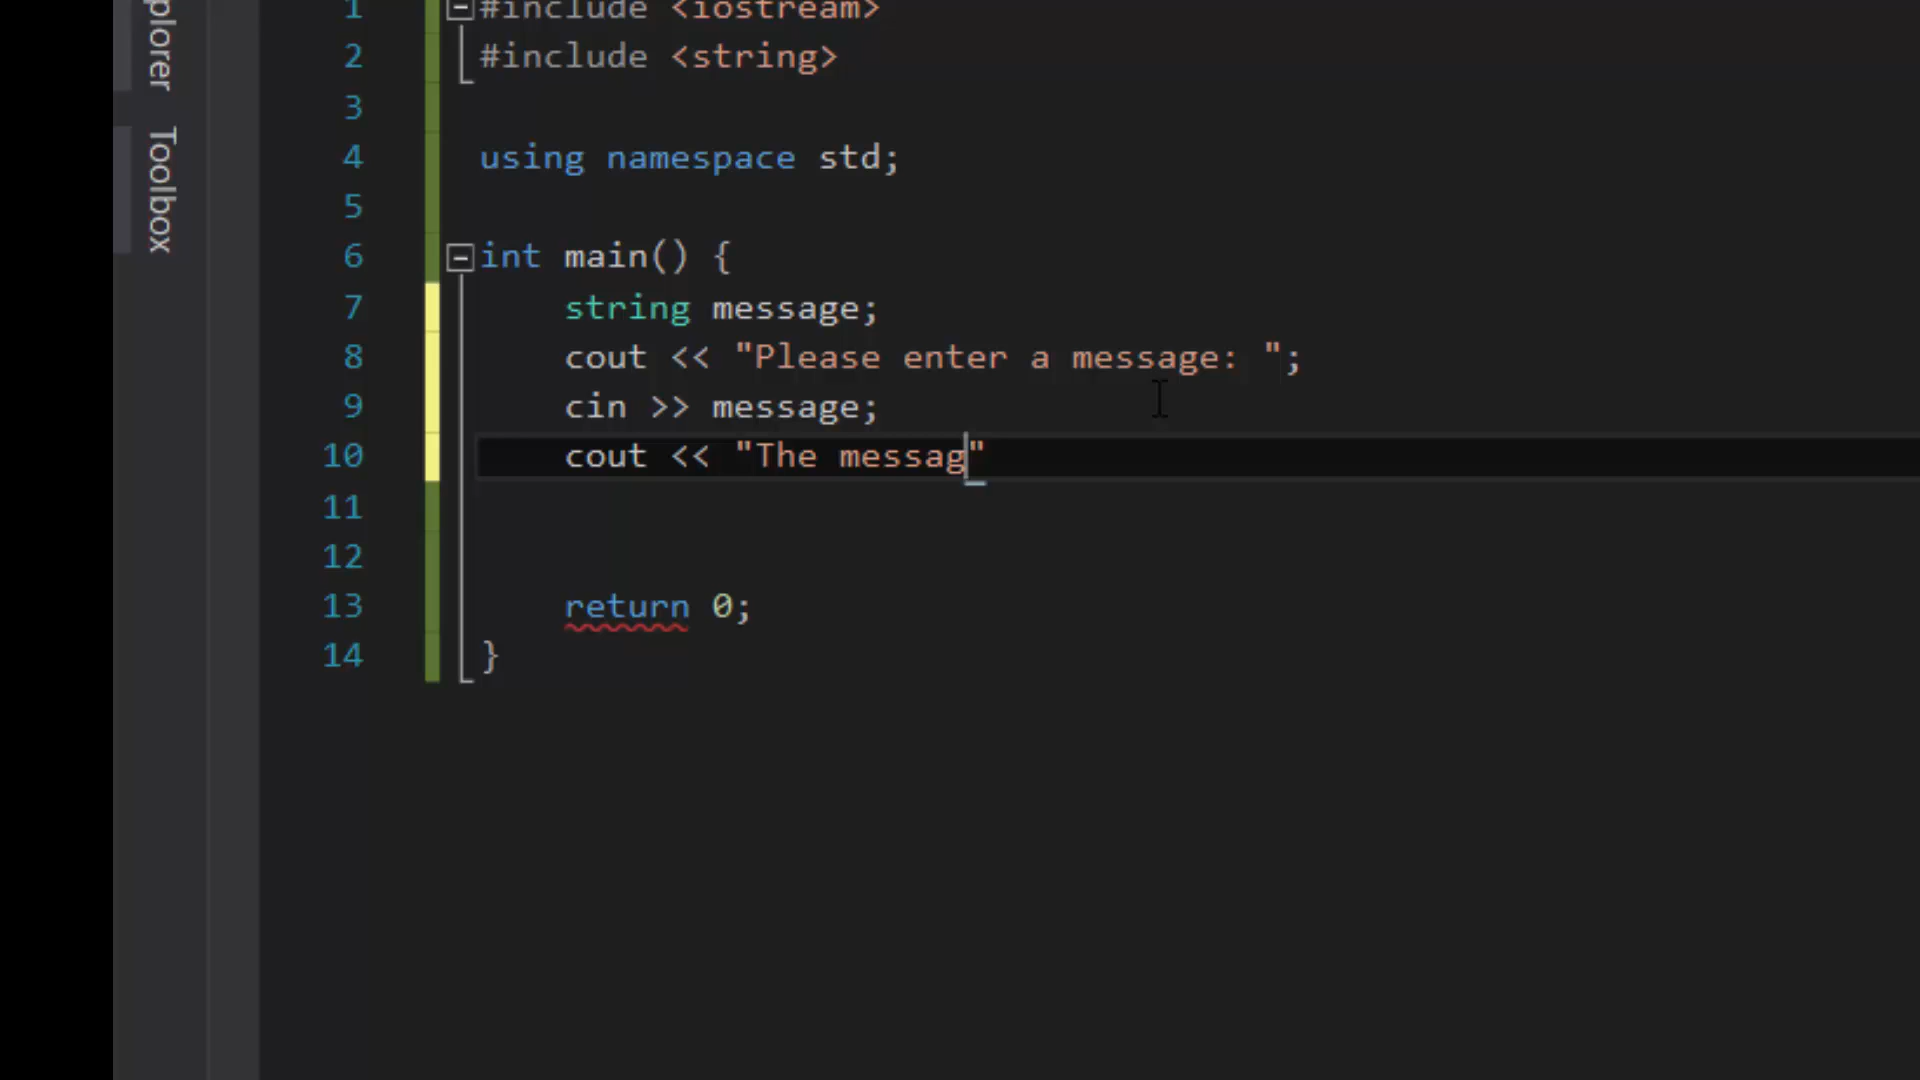 plorer
Toolbox
1 #include <iostream>
2 #include <string>
3
4 using namespace std;
5
6 int main() {
7 string message;
8 cout << "Please enter a message: ";
9 cin >> message;
10 cout << "The messag"
11
12
13 return 0;
14 }